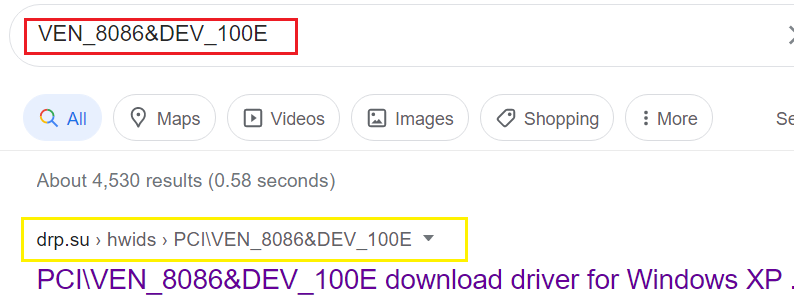 VEN_8086&DEV_100E
All Maps Videos Images Shopping More Se
About 4,530 results (0.58 seconds)
drp.su › hwids › PCI\VEN_8086&DEV_100E
PCI\VEN_8086&DEV_100E download driver for Windows XP .